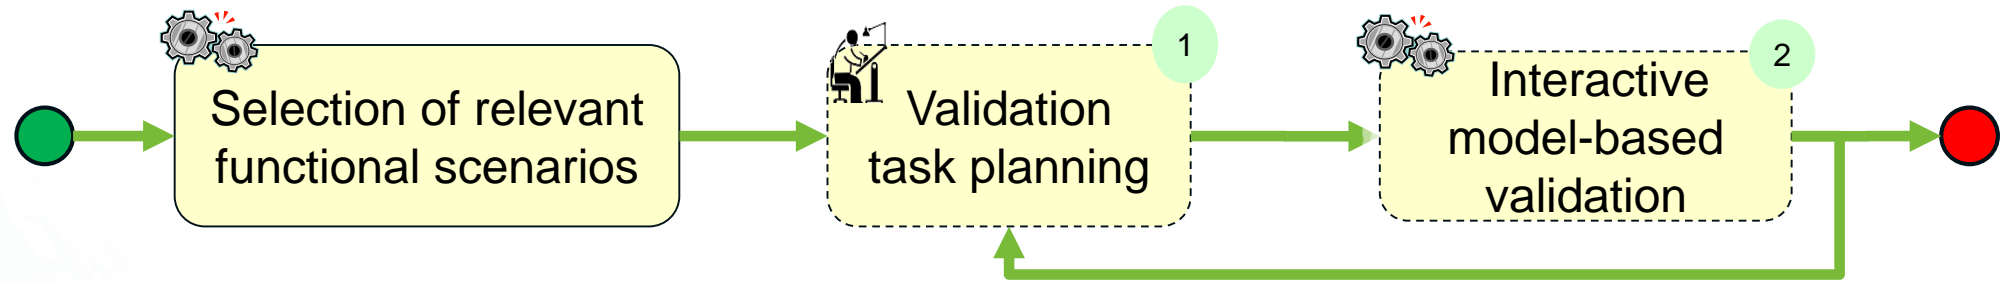 Selection of relevant
functional scenarios
1
Validation
task planning
2
Interactive
model-based
validation